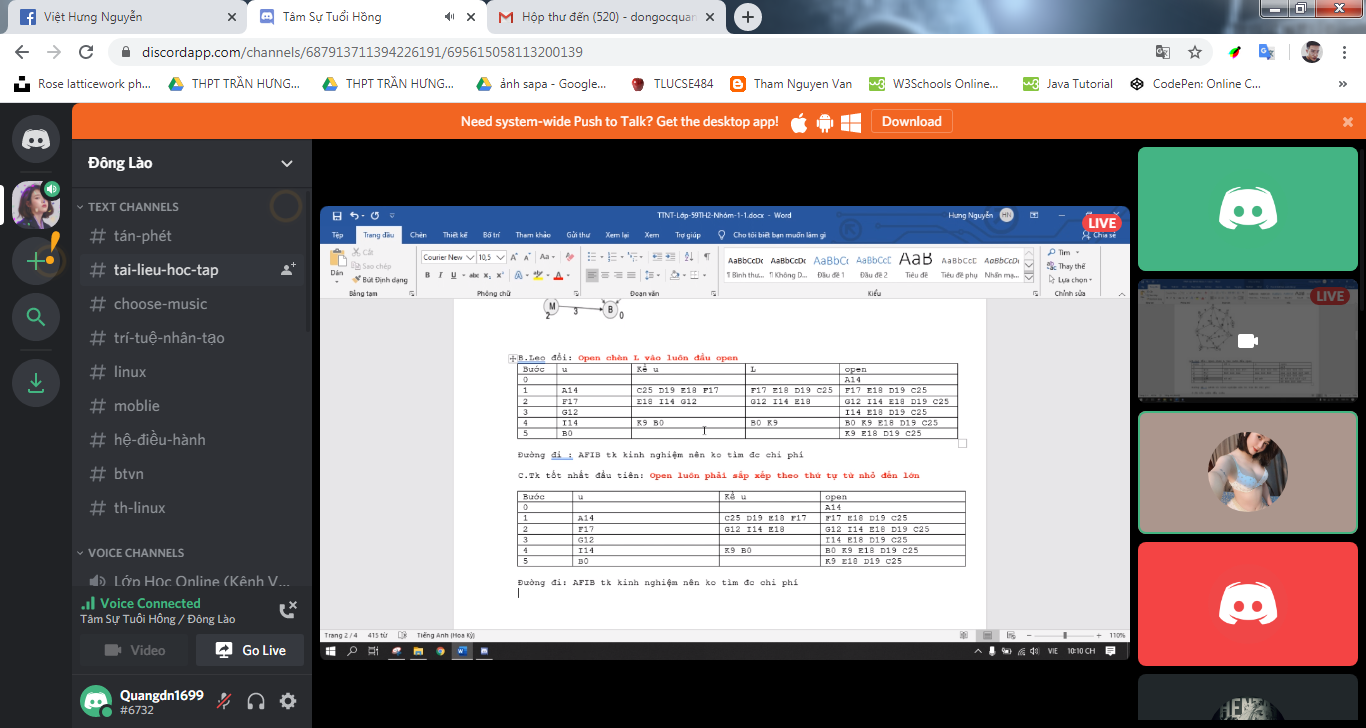 Việt Hưng Nguyễn
Tâm Sự Tuổi Hồng
Hộp thư đến (520) - dongocquan
discordapp.com/channels/687913711394226191/695615058113200139
Rose latticework ph...
THPT TRẦN HƯNG...
THPT TRẦN HƯNG...
ảnh sapa - Google...
TLUCSE484
Tham Nguyen Van
W3Schools Online...
Java Tutorial
CodePen: Online C...
Need system-wide Push to Talk? Get the desktop app!
Download
Đông Lào
TEXT CHANNELS
tán-phét
tai-lieu-hoc-tap
choose-music
trí-tuệ-nhân-tạo
linux
moblie
hệ-điều-hành
btvn
th-linux
VOICE CHANNELS
Lớp Học Online (Kênh V...
Voice Connected
Tâm Sự Tuổi Hồng / Đông Lào
Video
Go Live
Quangdn1699
#6732
TTNT-Lớp-59TH2-Nhóm-1-1.docx - Word
Hưng Nguyễn
HN
LIVE
Tệp
Trang đầu
Chèn
Thiết kế
Bố trí
Tham khảo
Gửi thư
Xem lại
Xem
Trợ giúp
Cho tôi biết bạn muốn làm gì
Chia sẻ
Dán
Cắt
Sao chép
Bút Định dạng
Bảng tạm
Courier New
10,5
Phông chữ
Đoạn văn
AaBbCcDc
AaBbCcDc
AaBbCc
AaBbCcC
AaB
AaBbCcC
AaBbCcDc
¶ Bình thư...
¶ Không D...
Đầu đề 1
Đầu đề 2
Tiêu đề
Tiêu đề phụ
Nhấn mạ...
Kiểu
Tìm
Thay thế
Lựa chọn
Chỉnh sửa
M
2
3
B
0
B.Leo đồi: Open chèn L vào luôn đầu open
Bước u Kề u L open
0 A14
1 A14 C25 D19 E18 F17 F17 E18 D19 C25 F17 E18 D19 C25
2 F17 E18 I14 G12 G12 I14 E18 G12 I14 E18 D19 C25
3 G12 I14 E18 D19 C25
4 I14 K9 B0 B0 K9 B0 K9 E18 D19 C25
5 B0 K9 E18 D19 C25
Đường đi : AFIB tk kinh nghiệm nên ko tìm đc chi phí
C.Tk tốt nhất đầu tiên: Open luôn phải sắp xếp theo thứ tự từ nhỏ đến lớn
Bước u Kề u open
0 A14
1 A14 C25 D19 E18 F17 F17 E18 D19 C25
2 F17 G12 I14 E18 G12 I14 E18 D19 C25
3 G12 I14 E18 D19 C25
4 I14 K9 B0 B0 K9 E18 D19 C25
5 B0 K9 E18 D19 C25
Đường đi: AFIB tk kinh nghiệm nên ko tìm đc chi phí
Trang 2 / 4
415 từ
Tiếng Anh (Hoa Kỳ)
110%
VIE
10:10 CH
LIVE